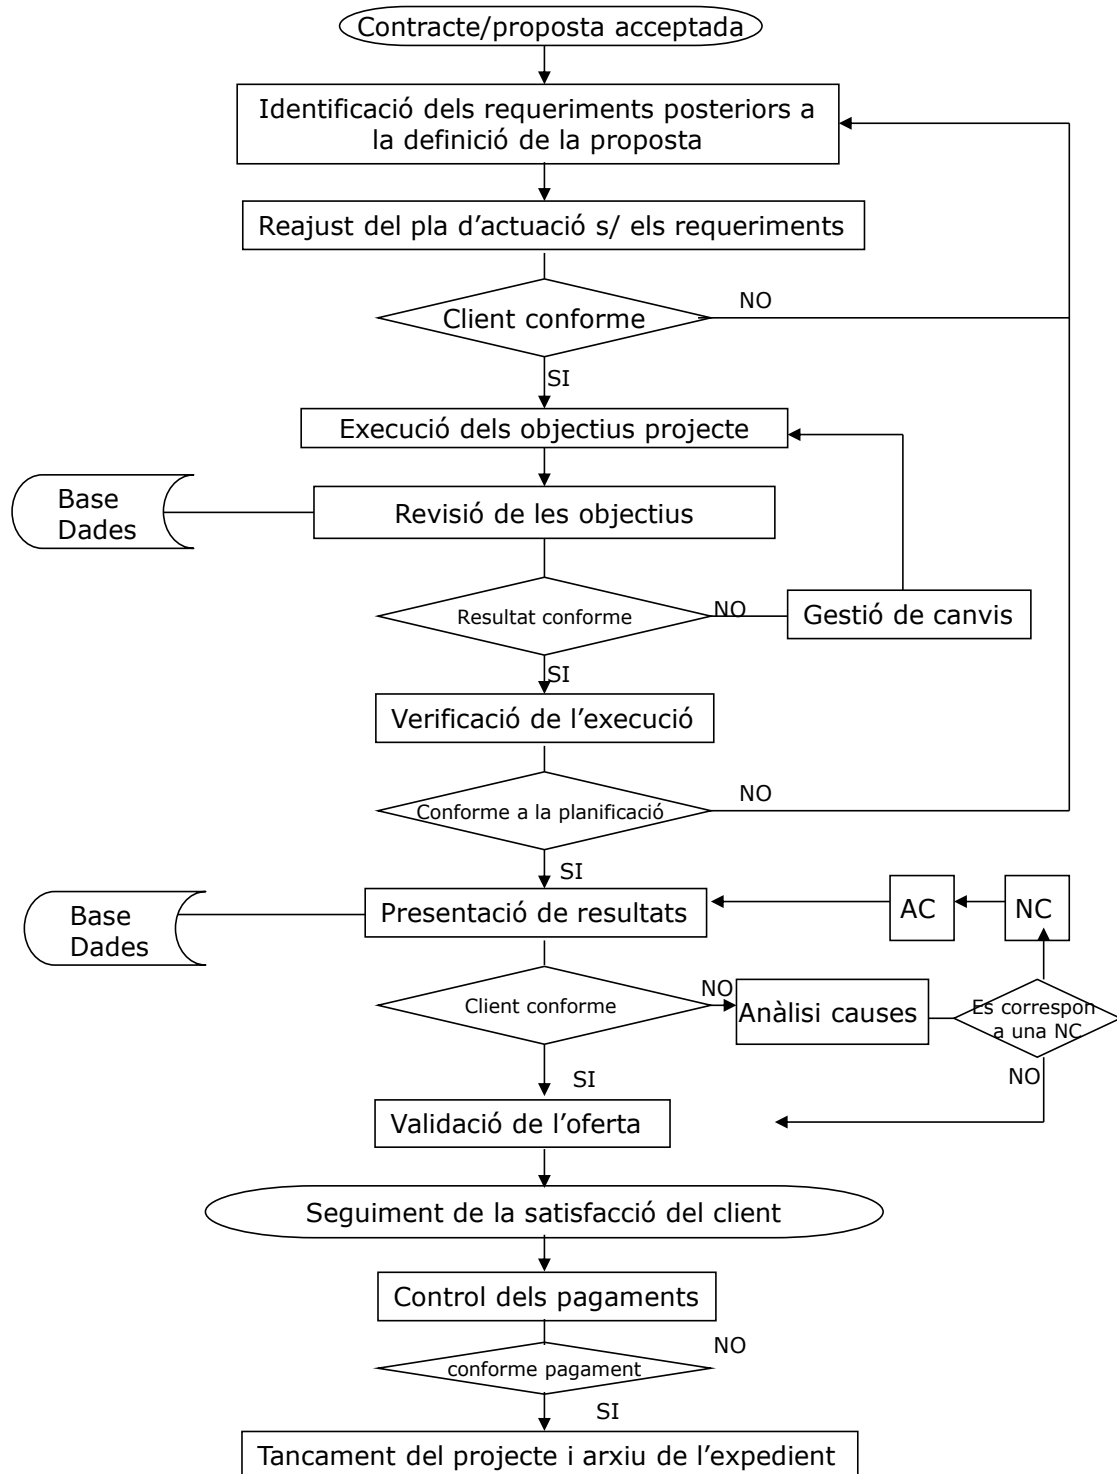 Contracte/proposta acceptada
Identificació dels requeriments posteriors a
la definició de la proposta
Reajust del pla d’actuació s/ els requeriments
NO
Client conforme
SI
Execució dels objectius projecte
Base
Dades
Revisió de les objectius
Resultat conforme
NO
Gestió de canvis
SI
Verificació de l’execució
NO
Conforme a la planificació
SI
Base
Dades
Presentació de resultats
AC
NC
Client conforme
NO
Anàlisi causes
Es correspon
a una NC
NO
SI
Validació de l’oferta
Seguiment de la satisfacció del client
Control dels pagaments
NO
conforme pagament
SI
Tancament del projecte i arxiu de l’expedient